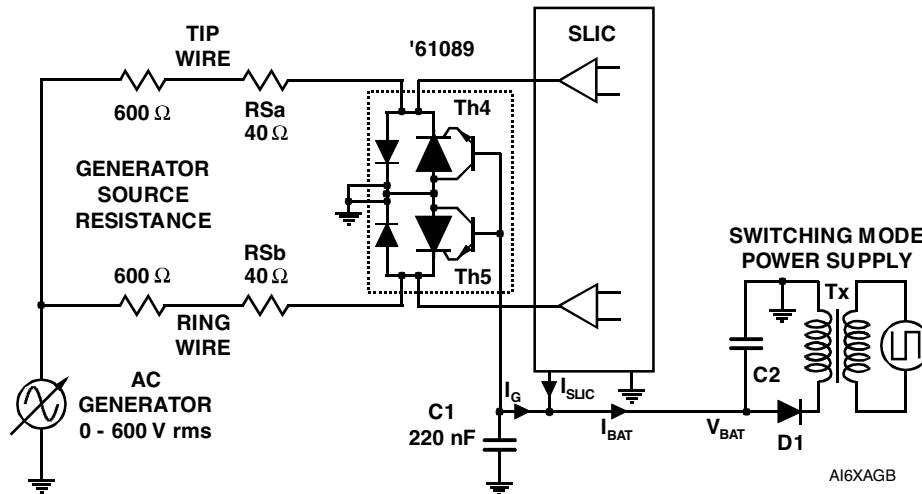 TIP
WIRE
'61089
SLIC
600 Ω
RSa
40 Ω
Th4
GENERATOR
SOURCE
RESISTANCE
600 Ω
RSb
40 Ω
Th5
RING
WIRE
SWITCHING MODE
POWER SUPPLY
Tx
AC
GENERATOR
0 - 600 V rms
C1
220 nF
IG
ISLIC
IBAT
C2
VBAT
D1
AI6XAGB